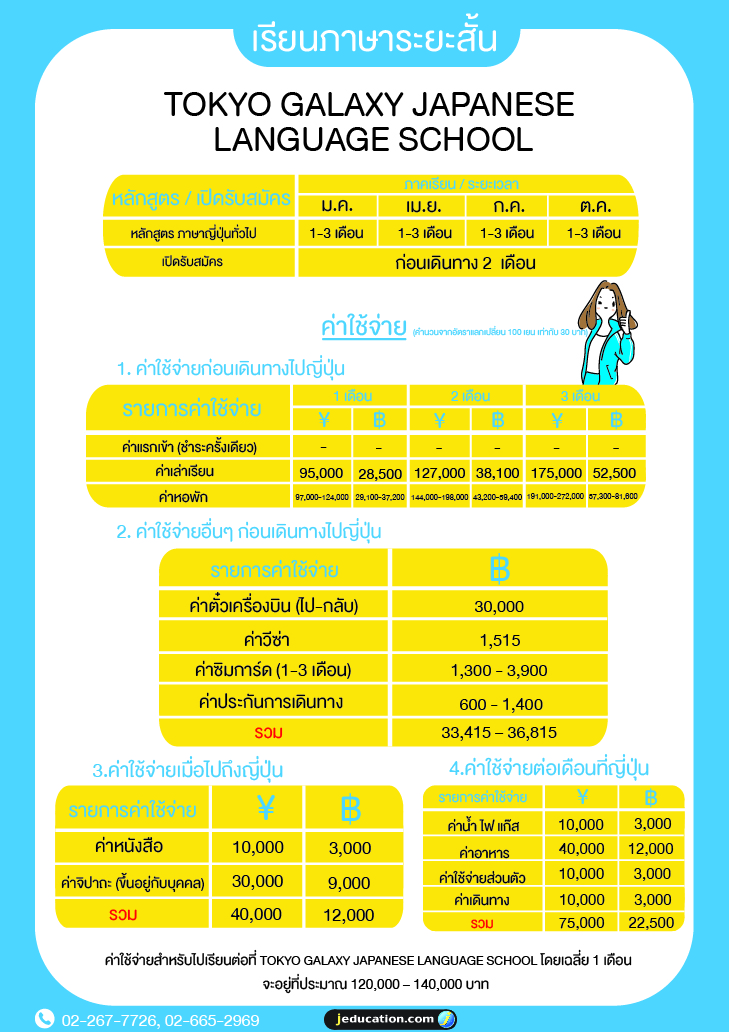 เรียนภาษาระยะสั้น
TOKYO GALAXY JAPANESE
LANGUAGE SCHOOL
หลักสูตร / เปิดรับสมัคร
ภาคเรียน / ระยะเวลา
ม.ค. เม.ย. ก.ค. ต.ค.
หลักสูตร ภาษาญี่ปุ่นทั่วไป 1-3 เดือน 1-3 เดือน 1-3 เดือน 1-3 เดือน
เปิดรับสมัคร ก่อนเดินทาง 2 เดือน
ค่าใช้จ่าย (คำนวนจากอัตราแลกเปลี่ยน 100 เยน เท่ากับ 30 บาท)
1. ค่าใช้จ่ายก่อนเดินทางไปญี่ปุ่น
รายการค่าใช้จ่าย 1 เดือน 2 เดือน 3 เดือน
¥ ฿ ¥ ฿ ¥ ฿
ค่าแรกเข้า (ชำระครั้งเดียว) - - - - - -
ค่าเล่าเรียน 95,000 28,500 127,000 38,100 175,000 52,500
ค่าหอพัก 97,000-124,000 29,100-37,200 144,000-198,000 43,200-59,400 191,000-272,000 57,300-81,600
2. ค่าใช้จ่ายอื่นๆ ก่อนเดินทางไปญี่ปุ่น
รายการค่าใช้จ่าย ฿
ค่าตั๋วเครื่องบิน (ไป-กลับ) 30,000
ค่าวีซ่า 1,515
ค่าซิมการ์ด (1-3 เดือน) 1,300 - 3,900
ค่าประกันการเดินทาง 600 - 1,400
รวม 33,415 – 36,815
3.ค่าใช้จ่ายเมื่อไปถึงญี่ปุ่น
รายการค่าใช้จ่าย ¥ ฿
ค่าหนังสือ 10,000 3,000
ค่าจิปาถะ (ขึ้นอยู่กับบุคคล) 30,000 9,000
รวม 40,000 12,000
4.ค่าใช้จ่ายต่อเดือนที่ญี่ปุ่น
รายการค่าใช้จ่าย ¥ ฿
ค่าน้ำ ไฟ แก๊ส 10,000 3,000
ค่าอาหาร 40,000 12,000
ค่าใช้จ่ายส่วนตัว 10,000 3,000
ค่าเดินทาง 10,000 3,000
รวม 75,000 22,500
ค่าใช้จ่ายสำหรับไปเรียนต่อที่ TOKYO GALAXY JAPANESE LANGUAGE SCHOOL โดยเฉลี่ย 1 เดือน
จะอยู่ที่ประมาณ 120,000 – 140,000 บาท
02-267-7726, 02-665-2969
jeducation.com